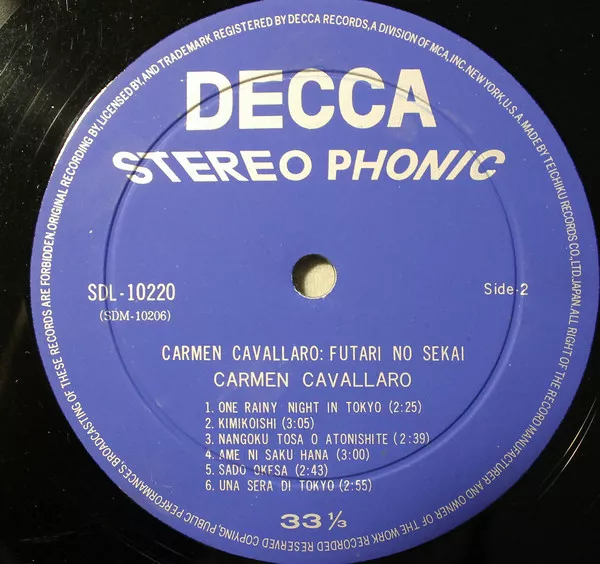 ORIGINAL RECORDING BY, LICENSED BY AND TRADEMARK REGISTERED BY DECCA RECORDS, A DIVISION OF MCA, INC. NEW YORK, U.S.A. MADE BY TEICHIKU RECORDS CO., LTD. JAPAN. ALL RIGHT OF THE RECORD MANUFACTURER AND OWNER OF THE WORK RECORDED RESERVED COPYING, PUBLIC PERFORMANCES, BROADCASTING OF THESE RECORDS ARE FORBIDDEN.
DECCA
STEREO PHONIC
SDL-10220
(SDM-10206)
Side-2
CARMEN CAVALLARO: FUTARI NO SEKAI
CARMEN CAVALLARO
1. ONE RAINY NIGHT IN TOKYO (2:25)
2. KIMIKOISHI (3:05)
3. NANGOKU TOSA O ATONISHITE (2:39)
4. AME NI SAKU HANA (3:00)
5. SADO OKESA (2:43)
6. UNA SERA DI TOKYO (2:55)
33 1/3